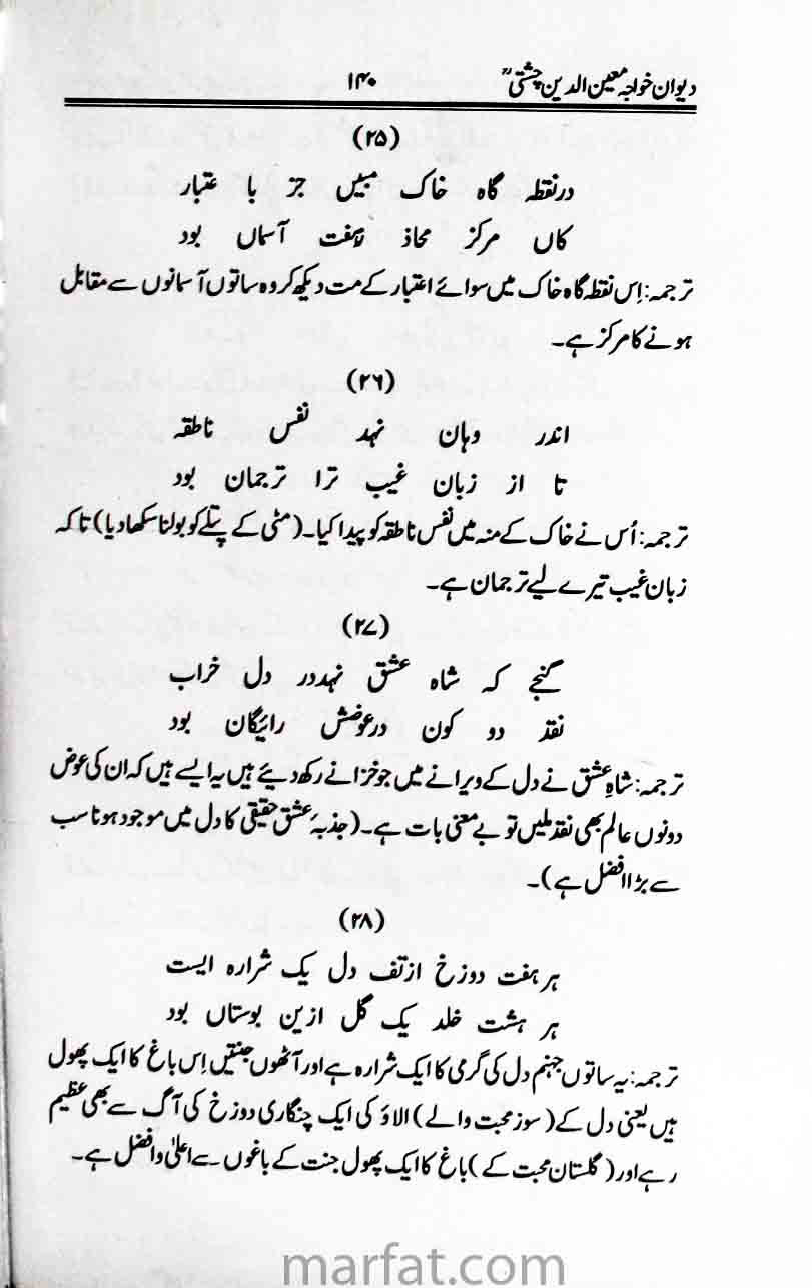 دیوان خواجہ معین الدین چشتیؒ ۱۴۰
(۲۵)
درنقطہ گاہ خاک مبیں جز با عتبار
کاں مرکز محاذ زہفت آسماں بود
ترجمہ: اِس نقطہ گاہ خاک میں سوائے اعتبار کے مت دیکھ کر وہ ساتوں آسمانوں سے مقابل
ہونے کا مرکز ہے۔
(۲۶)
اندر وہان نہد نفس ناطقہ
تا از زبان غیب ترا ترجمان بود
ترجمہ: اُس نے خاک کے منہ میں نفس ناطقہ کو پیدا کیا۔ (مٹی کے پتلے کو بولنا سکھا دیا) تا کہ
زبان غیب تیرے لیے ترجمان ہے۔
(۲۷)
گنجے کہ شاہ عشق نہددر دل خراب
نقد دو کون درعوضش رائیگان بود
ترجمہ: شاہِ عشق نے دل کے ویرانے میں جو خزانے رکھ دیئے ہیں یہ ایسے ہیں کہ ان کی عوض
دونوں عالم بھی نقد ملیں تو بے معنی بات ہے۔ (جذبۂ عشق حقیقی کا دل میں موجود ہونا سب
سے بڑا افضل ہے)۔
(۲۸)
ہر ہفت دوزخ ازتف دل یک شرارہ ایست
ہر ہشت خلد یک گل ازین بوستاں بود
ترجمہ: یہ ساتوں جہنم دل کی گرمی کا ایک شرارہ ہے اور آٹھوں جنتیں اِس باغ کا ایک پھول
ہیں یعنی دل کے (سوز محبت والے) الاؤ کی ایک چنگاری دوزخ کی آگ سے بھی عظیم
رہے اور (گلستان محبت کے) باغ کا ایک پھول جنت کے باغوں سے اعلیٰ وافضل ہے۔
marfat.com